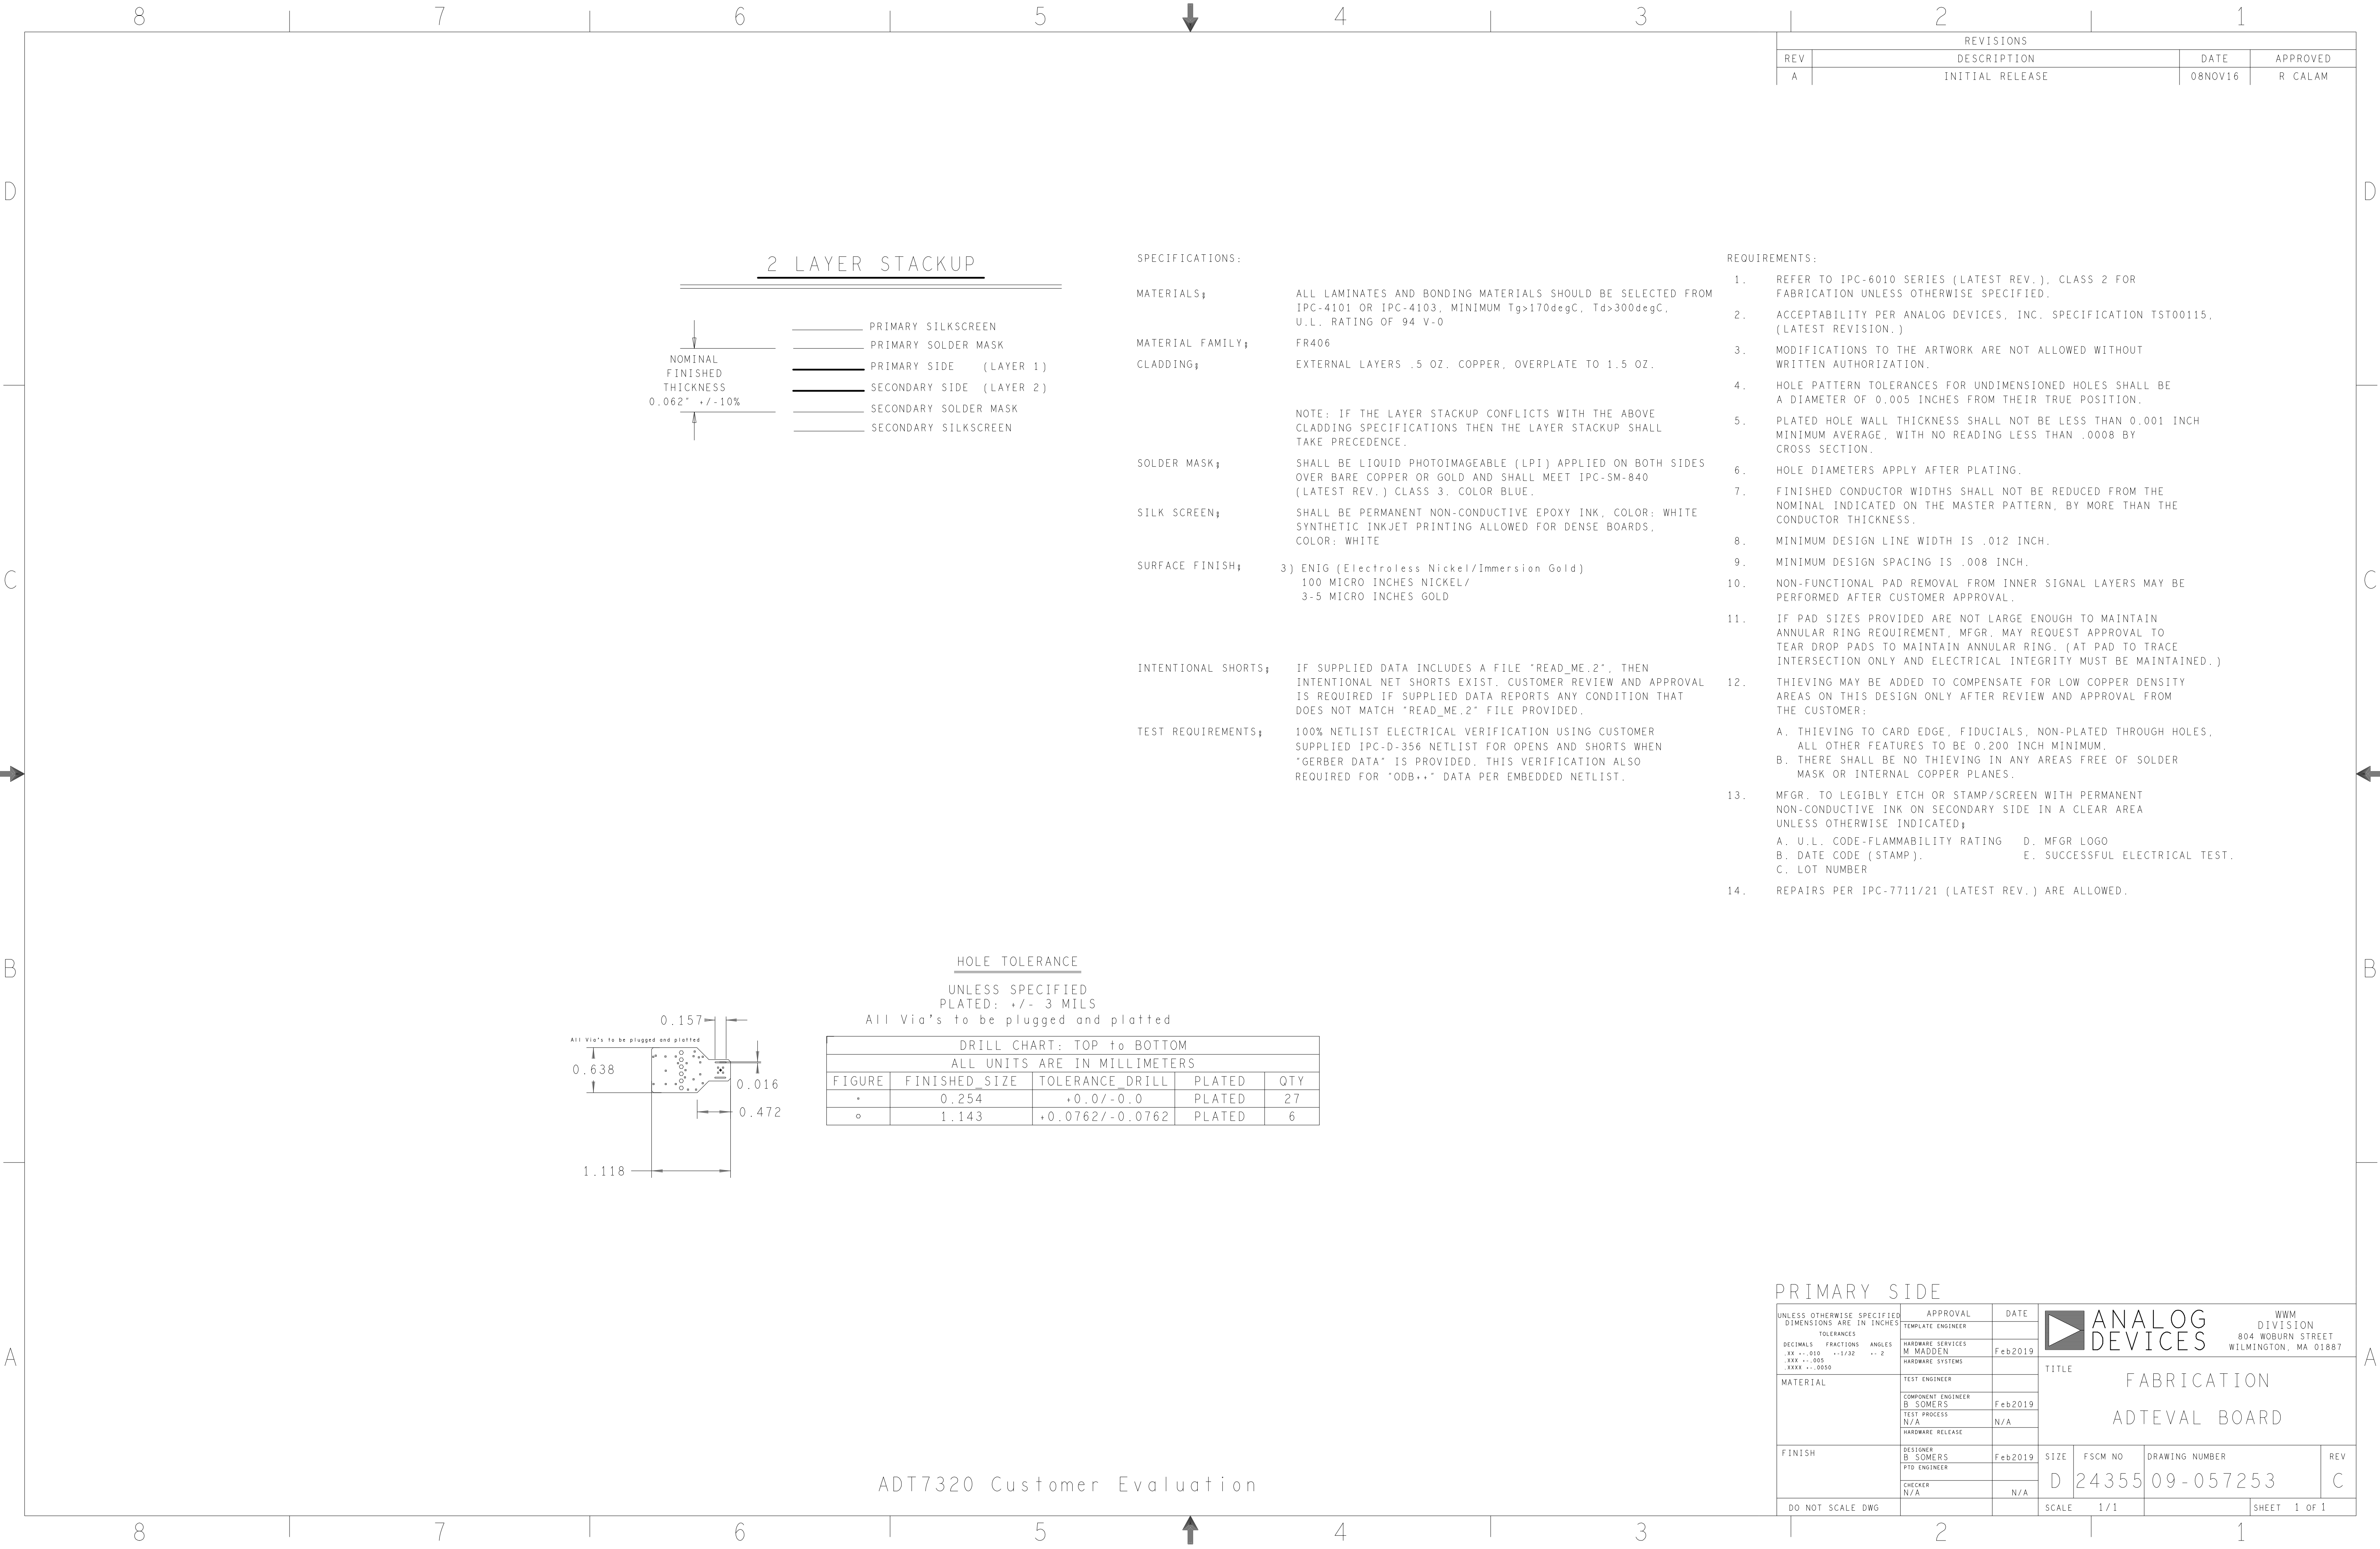 8 7 6 5 4 3 2 1
REVISIONS
REV DESCRIPTION DATE APPROVED
A INITIAL RELEASE 08NOV16 R CALAM
D D
2 LAYER STACKUP
PRIMARY SILKSCREEN
PRIMARY SOLDER MASK
PRIMARY SIDE (LAYER 1)
SECONDARY SIDE (LAYER 2)
SECONDARY SOLDER MASK
SECONDARY SILKSCREEN
NOMINAL
FINISHED
THICKNESS
0.062" +/-10%
SPECIFICATIONS:
MATERIALS: ALL LAMINATES AND BONDING MATERIALS SHOULD BE SELECTED FROM
IPC-4101 OR IPC-4103, MINIMUM Tg>170degC, Td>300degC,
U.L. RATING OF 94 V-0
MATERIAL FAMILY: FR406
CLADDING: EXTERNAL LAYERS .5 OZ. COPPER, OVERPLATE TO 1.5 OZ.
NOTE: IF THE LAYER STACKUP CONFLICTS WITH THE ABOVE
CLADDING SPECIFICATIONS THEN THE LAYER STACKUP SHALL
TAKE PRECEDENCE.
SOLDER MASK: SHALL BE LIQUID PHOTOIMAGEABLE (LPI) APPLIED ON BOTH SIDES
OVER BARE COPPER OR GOLD AND SHALL MEET IPC-SM-840
(LATEST REV.) CLASS 3. COLOR BLUE.
SILK SCREEN: SHALL BE PERMANENT NON-CONDUCTIVE EPOXY INK, COLOR: WHITE
SYNTHETIC INKJET PRINTING ALLOWED FOR DENSE BOARDS,
COLOR: WHITE
SURFACE FINISH: 3) ENIG (Electroless Nickel/Immersion Gold)
100 MICRO INCHES NICKEL/
3-5 MICRO INCHES GOLD
INTENTIONAL SHORTS: IF SUPPLIED DATA INCLUDES A FILE "READ_ME.2", THEN
INTENTIONAL NET SHORTS EXIST. CUSTOMER REVIEW AND APPROVAL
IS REQUIRED IF SUPPLIED DATA REPORTS ANY CONDITION THAT
DOES NOT MATCH "READ_ME.2" FILE PROVIDED.
TEST REQUIREMENTS: 100% NETLIST ELECTRICAL VERIFICATION USING CUSTOMER
SUPPLIED IPC-D-356 NETLIST FOR OPENS AND SHORTS WHEN
"GERBER DATA" IS PROVIDED. THIS VERIFICATION ALSO
REQUIRED FOR "ODB++" DATA PER EMBEDDED NETLIST.
REQUIREMENTS:
1. REFER TO IPC-6010 SERIES (LATEST REV.), CLASS 2 FOR
FABRICATION UNLESS OTHERWISE SPECIFIED.
2. ACCEPTABILITY PER ANALOG DEVICES, INC. SPECIFICATION TST00115,
(LATEST REVISION.)
3. MODIFICATIONS TO THE ARTWORK ARE NOT ALLOWED WITHOUT
WRITTEN AUTHORIZATION.
4. HOLE PATTERN TOLERANCES FOR UNDIMENSIONED HOLES SHALL BE
A DIAMETER OF 0.005 INCHES FROM THEIR TRUE POSITION.
5. PLATED HOLE WALL THICKNESS SHALL NOT BE LESS THAN 0.001 INCH
MINIMUM AVERAGE, WITH NO READING LESS THAN .0008 BY
CROSS SECTION.
6. HOLE DIAMETERS APPLY AFTER PLATING.
7. FINISHED CONDUCTOR WIDTHS SHALL NOT BE REDUCED FROM THE
NOMINAL INDICATED ON THE MASTER PATTERN, BY MORE THAN THE
CONDUCTOR THICKNESS.
8. MINIMUM DESIGN LINE WIDTH IS .012 INCH.
9. MINIMUM DESIGN SPACING IS .008 INCH.
10. NON-FUNCTIONAL PAD REMOVAL FROM INNER SIGNAL LAYERS MAY BE
PERFORMED AFTER CUSTOMER APPROVAL.
11. IF PAD SIZES PROVIDED ARE NOT LARGE ENOUGH TO MAINTAIN
ANNULAR RING REQUIREMENT, MFGR. MAY REQUEST APPROVAL TO
TEAR DROP PADS TO MAINTAIN ANNULAR RING. (AT PAD TO TRACE
INTERSECTION ONLY AND ELECTRICAL INTEGRITY MUST BE MAINTAINED.)
12. THIEVING MAY BE ADDED TO COMPENSATE FOR LOW COPPER DENSITY
AREAS ON THIS DESIGN ONLY AFTER REVIEW AND APPROVAL FROM
THE CUSTOMER:
A. THIEVING TO CARD EDGE, FIDUCIALS, NON-PLATED THROUGH HOLES,
ALL OTHER FEATURES TO BE 0.200 INCH MINIMUM.
B. THERE SHALL BE NO THIEVING IN ANY AREAS FREE OF SOLDER
MASK OR INTERNAL COPPER PLANES.
13. MFGR. TO LEGIBLY ETCH OR STAMP/SCREEN WITH PERMANENT
NON-CONDUCTIVE INK ON SECONDARY SIDE IN A CLEAR AREA
UNLESS OTHERWISE INDICATED:
A. U.L. CODE-FLAMMABILITY RATING D. MFGR LOGO
B. DATE CODE (STAMP). E. SUCCESSFUL ELECTRICAL TEST.
C. LOT NUMBER
14. REPAIRS PER IPC-7711/21 (LATEST REV.) ARE ALLOWED.
C C
B B
HOLE TOLERANCE
UNLESS SPECIFIED
PLATED: +/- 3 MILS
All Via's to be plugged and platted
0.157
All Via's to be plugged and platted
0.638
0.016
0.472
1.118
DRILL CHART: TOP to BOTTOM
ALL UNITS ARE IN MILLIMETERS
FIGURE FINISHED_SIZE TOLERANCE_DRILL PLATED QTY
0.254 +0.0/-0.0 PLATED 27
1.143 +0.0762/-0.0762 PLATED 6
A A
PRIMARY SIDE
UNLESS OTHERWISE SPECIFIED
DIMENSIONS ARE IN INCHES
TOLERANCES
DECIMALS FRACTIONS ANGLES
.XX +-.010 +-1/32 +- 2
.XXX +-.005
.XXXX +-.0050
MATERIAL
FINISH
DO NOT SCALE DWG
APPROVAL DATE
TEMPLATE ENGINEER
HARDWARE SERVICES
M MADDEN Feb2019
HARDWARE SYSTEMS
TEST ENGINEER
COMPONENT ENGINEER
B SOMERS Feb2019
TEST PROCESS
N/A N/A
HARDWARE RELEASE
DESIGNER
B SOMERS Feb2019
PTD ENGINEER
CHECKER
N/A N/A
ANALOG
DEVICES
WWM
DIVISION
804 WOBURN STREET
WILMINGTON, MA 01887
TITLE
FABRICATION
ADTEVAL BOARD
SIZE FSCM NO DRAWING NUMBER REV
D 24355 09-057253 C
SCALE 1/1 SHEET 1 OF 1
ADT7320 Customer Evaluation
8 7 6 5 4 3 2 1